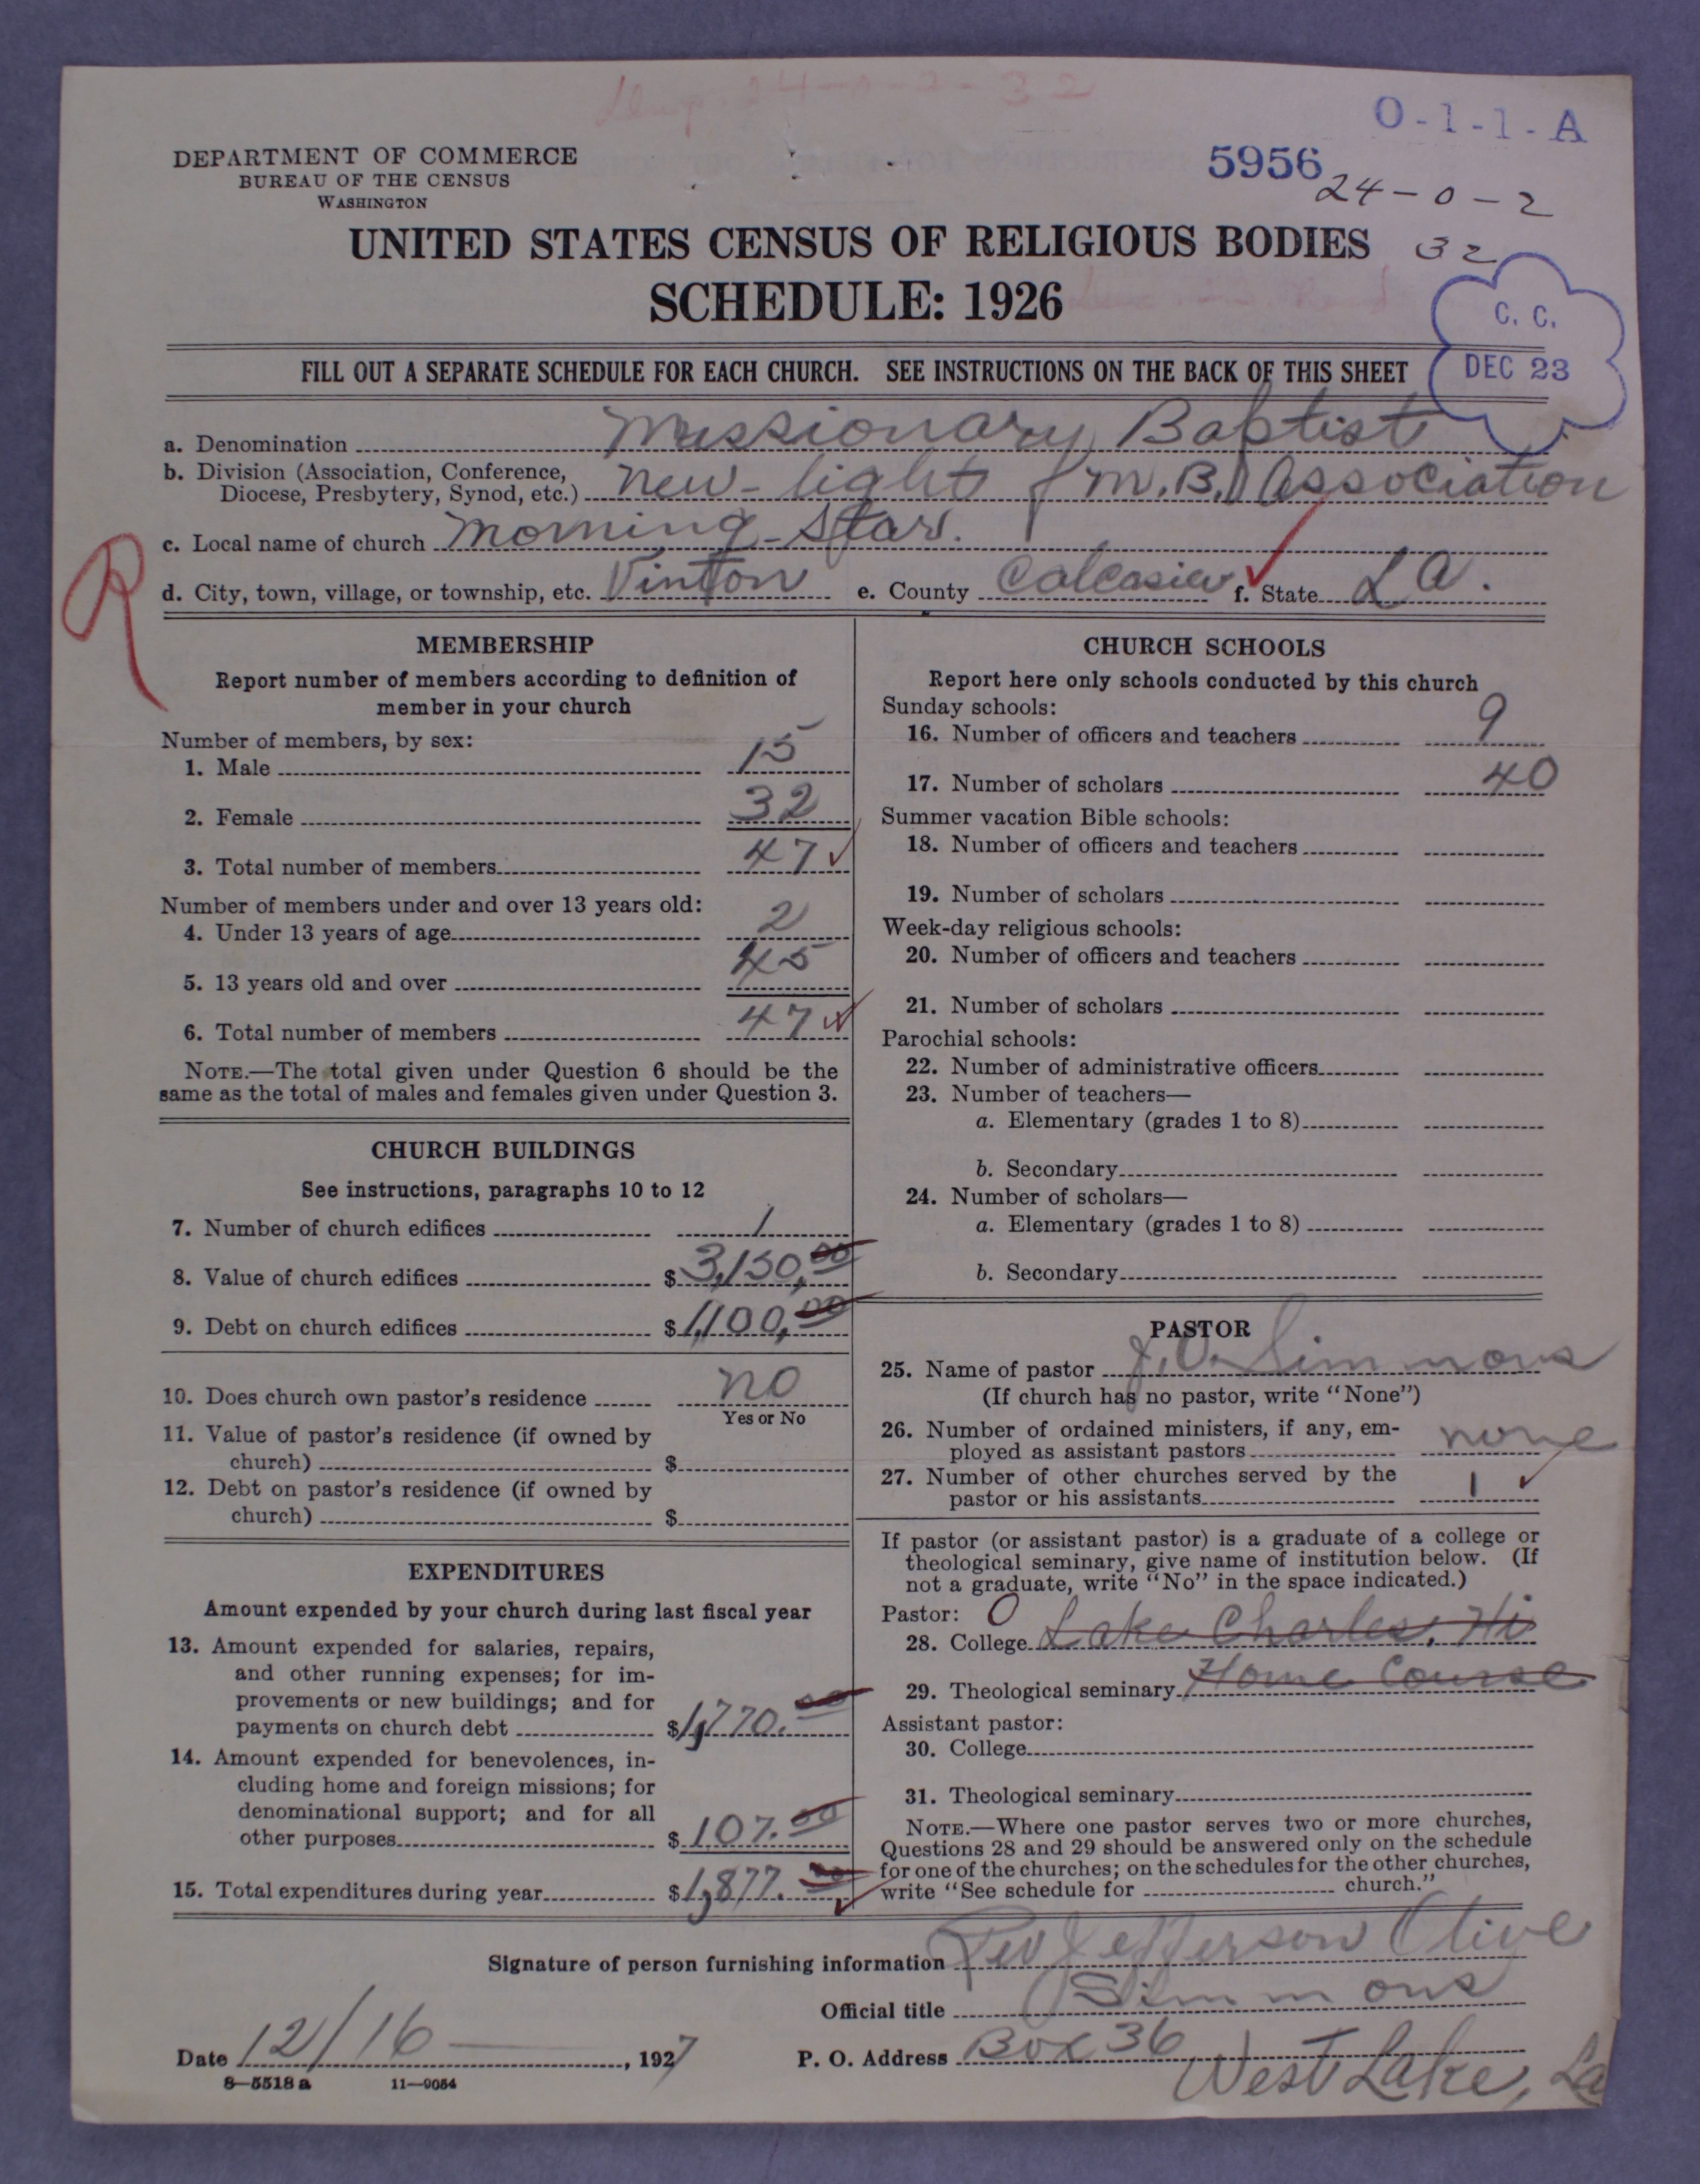 O-1-1-A
DEPARTMENT OF COMMERCE
BUREAU OF THE CENSUS
WASHINGTON
5956
24-0-2
32
UNITED STATES CENSUS OF RELIGIOUS BODIES
SCHEDULE: 1926
C. C.
DEC 23
FILL OUT A SEPARATE SCHEDULE FOR EACH CHURCH. SEE INSTRUCTIONS ON THE BACK OF THIS SHEET
a. Denomination Missionary Baptist
b. Division (Association, Conference,
Diocese, Presbytery, Synod, etc.) New-light M.B. Association
c. Local name of church Morning-Star.
d. City, town, village, or township, etc. Vinton e. County Calcasieu f. State La.
R
MEMBERSHIP
Report number of members according to definition of
member in your church
Number of members, by sex:
1. Male 15
2. Female 32
3. Total number of members 47
Number of members under and over 13 years old:
4. Under 13 years of age 2
5. 13 years old and over 45
6. Total number of members 47
NOTE.—The total given under Question 6 should be the
same as the total of males and females given under Question 3.
CHURCH BUILDINGS
See instructions, paragraphs 10 to 12
7. Number of church edifices 1
8. Value of church edifices $3,150,00
9. Debt on church edifices $1,100,00
10. Does church own pastor's residence no
Yes or No
11. Value of pastor's residence (if owned by
church) $
12. Debt on pastor's residence (if owned by
church) $
EXPENDITURES
Amount expended by your church during last fiscal year
13. Amount expended for salaries, repairs,
and other running expenses; for im-
provements or new buildings; and for
payments on church debt $1,770.00
14. Amount expended for benevolences, in-
cluding home and foreign missions; for
denominational support; and for all
other purposes $107.00
15. Total expenditures during year $1,877.00
CHURCH SCHOOLS
Report here only schools conducted by this church
Sunday schools:
16. Number of officers and teachers 9
17. Number of scholars 40
Summer vacation Bible schools:
18. Number of officers and teachers
19. Number of scholars
Week-day religious schools:
20. Number of officers and teachers
21. Number of scholars
Parochial schools:
22. Number of administrative officers
23. Number of teachers—
a. Elementary (grades 1 to 8)
b. Secondary
24. Number of scholars—
a. Elementary (grades 1 to 8)
b. Secondary
PASTOR
25. Name of pastor J.O. Simmons
(If church has no pastor, write "None")
26. Number of ordained ministers, if any, em-
ployed as assistant pastors none
27. Number of other churches served by the
pastor or his assistants 1
If pastor (or assistant pastor) is a graduate of a college or
theological seminary, give name of institution below. (If
not a graduate, write "No" in the space indicated.)
Pastor: O
28. College Lake Charles, Hi
29. Theological seminary Home Course
Assistant pastor:
30. College
31. Theological seminary
NOTE.—Where one pastor serves two or more churches,
Questions 28 and 29 should be answered only on the schedule
for one of the churches; on the schedules for the other churches,
write "See schedule for church."
Signature of person furnishing information Rev Jefferson Olive
Official title Simmons
Date 12/16, 1927 P. O. Address Box 36
West Lake, La
8—5518 a 11—9054